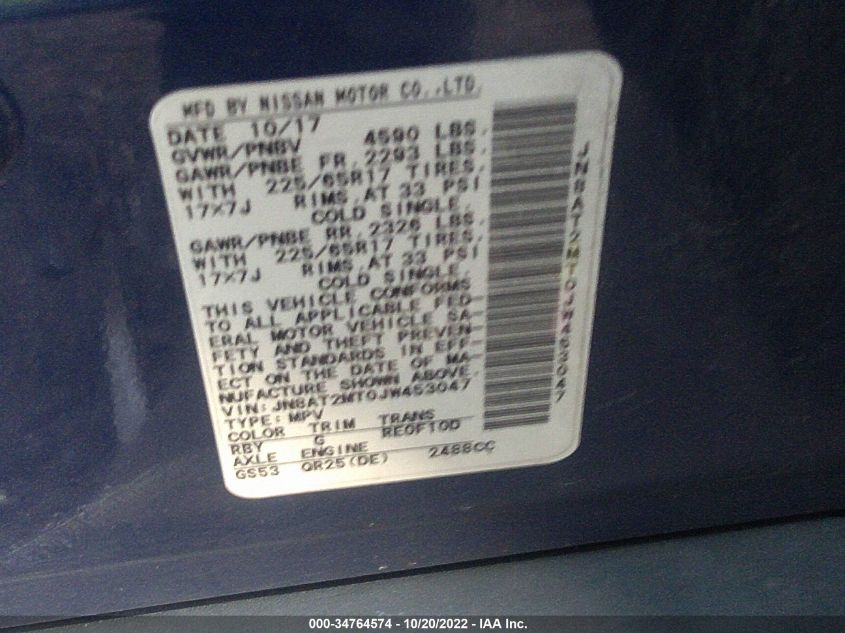 MFD BY NISSAN MOTOR CO.,LTD.
DATE 10/17
GVWR/PNBV 4590 LBS.
GAWR/PNBE FR. 2293 LBS.
WITH 225/65R17 TIRES,
17×7J RIMS,AT 33 PSI
COLD SINGLE.
GAWR/PNBE RR. 2326 LBS.
WITH 225/65R17 TIRES,
17×7J RIMS,AT 33 PSI
COLD SINGLE.
THIS VEHICLE CONFORMS
TO ALL APPLICABLE FED-
ERAL MOTOR VEHICLE SA-
FETY AND THEFT PREVEN-
TION STANDARDS IN EFF-
ECT ON THE DATE OF MA-
NUFACTURE SHOWN ABOVE.
VIN:JN8AT2MT0JW453047
TYPE:MPV
COLOR TRIM TRANS
RBY G RE0F10D
AXLE ENGINE
GS53 QR25(DE) 2488CC
JN8AT2MT0JW453047
000-34764574 - 10/20/2022 - IAA Inc.